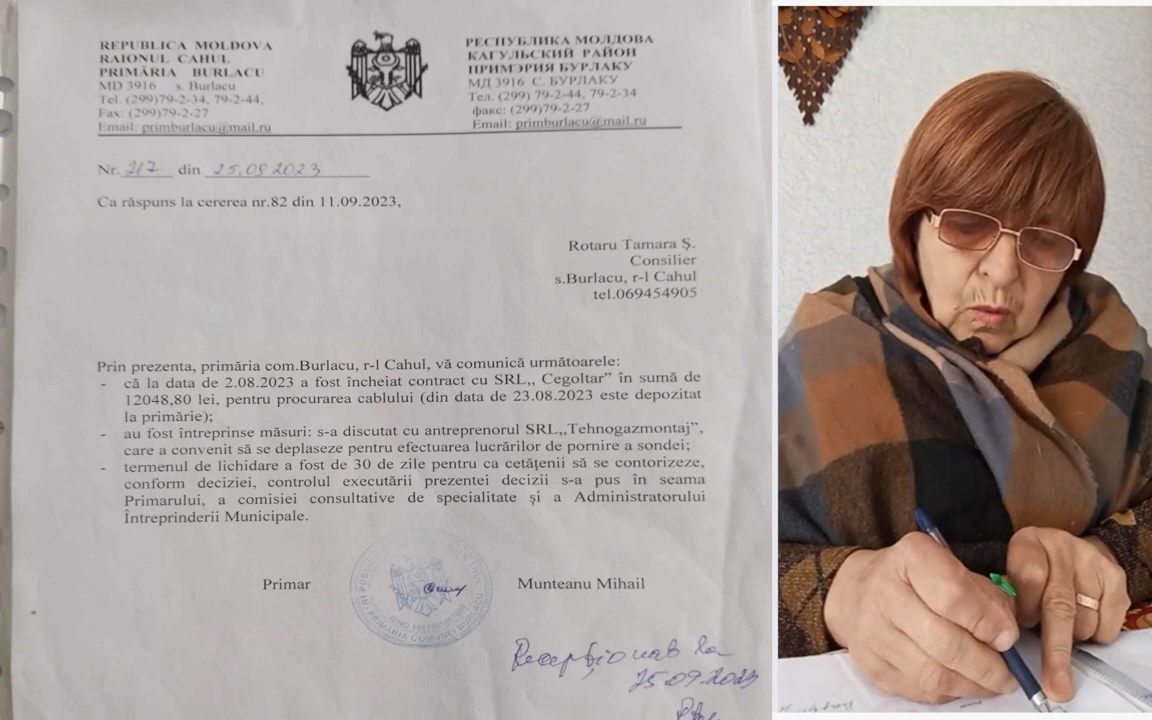 REPUBLICA MOLDOVA
RAIONUL CAHUL
PRIMĂRIA BURLACU
MD 3916 s. Burlacu
Tel. (299)79-2-34, 79-2-44,
Fax: (299)79-2-27
Email: primburlacu@mail.ru
РЕСПУБЛИКА МОЛДОВА
КАГУЛЬСКИЙ РАЙОН
ПРИМЭРИЯ БУРЛАКУ
МД 3916 С. БУРЛАКУ
Тел. (299) 79-2-44, 79-2-34
факс: (299)79-2-27
Email: primburlacu@mail.ru
Nr. 217 din 25.09 2023
Ca răspuns la cererea nr.82 din 11.09.2023,
Rotaru Tamara Ş.
Consilier
s.Burlacu, r-l Cahul
tel.069454905
Prin prezenta, primăria com.Burlacu, r-l Cahul, vă comunică următoarele:
- că la data de 2.08.2023 a fost încheiat contract cu SRL,, Cegoltar” în sumă de
12048,80 lei, pentru procurarea cablului (din data de 23.08.2023 este depozitat
la primărie);
- au fost întreprinse măsuri: s-a discutat cu antreprenorul SRL,,Tehnogazmontaj”,
care a convenit să se deplaseze pentru efectuarea lucrărilor de pornire a sondei;
- termenul de lichidare a fost de 30 de zile pentru ca cetăţenii să se contorizeze,
conform deciziei, controlul executării prezentei decizii s-a pus în seama
Primarului, a comisiei consultative de specialitate şi a Administratorului
Întreprinderii Municipale.
Primar Munteanu Mihail
PRIMĂRIA COMUNEI BURLACU
Recepționat la
25.09.2023